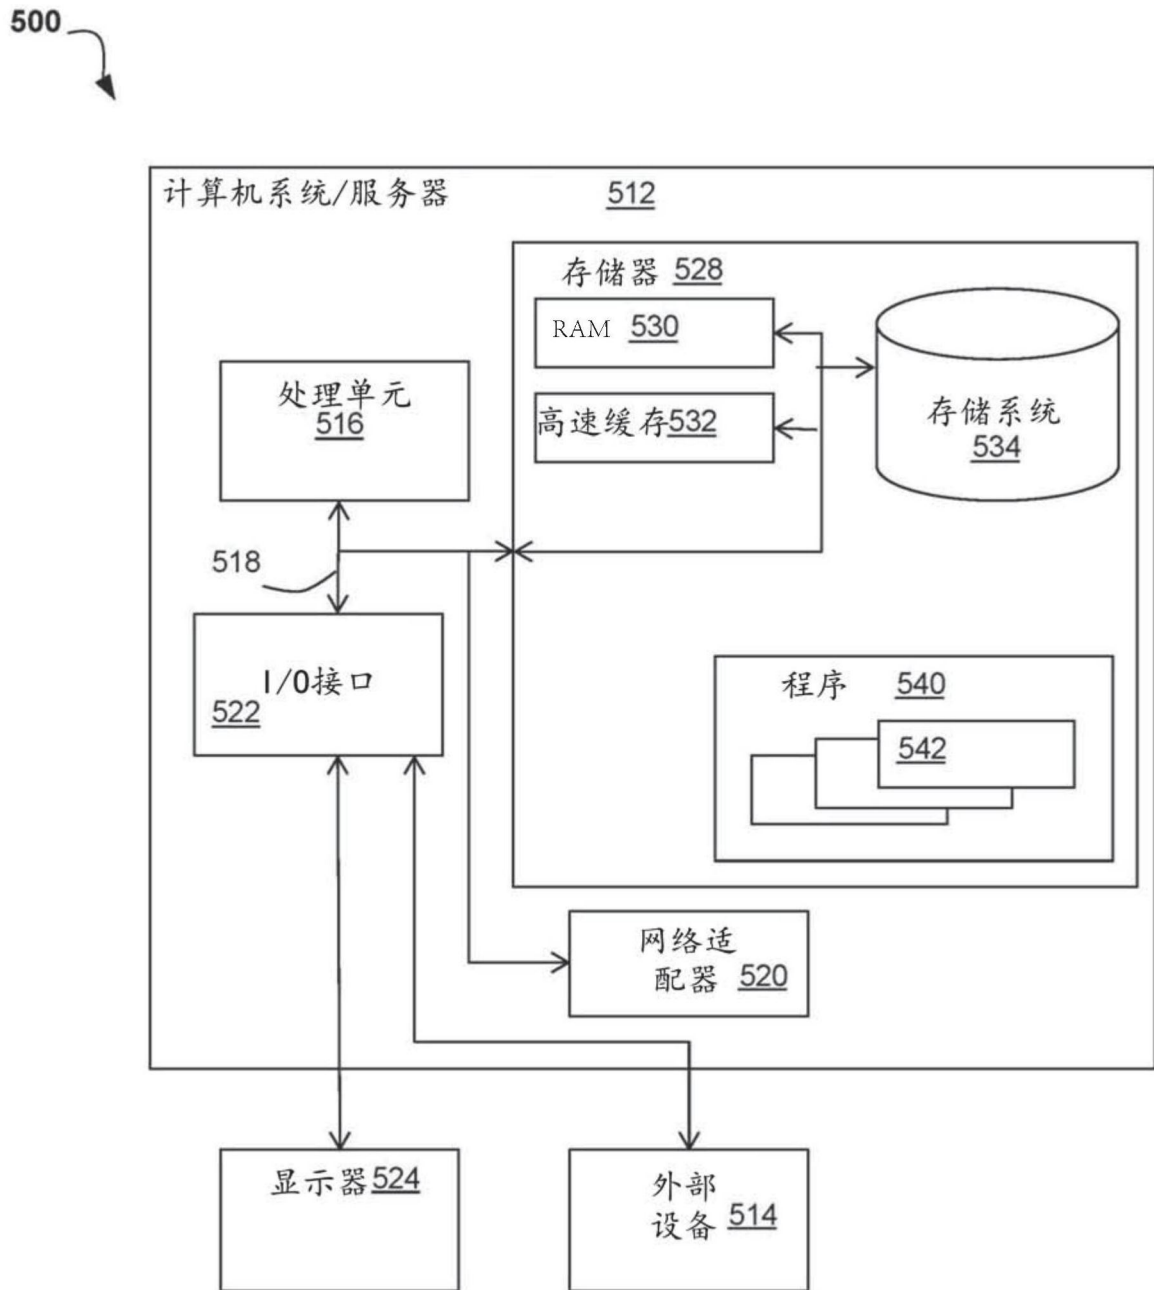 500
计算机系统/服务器 512
存储器 528
RAM 530
处理单元
516
高速缓存532
存储系统
534
518
I/O接口
522
程序 540
542
网络适
配器 520
显示器524
外部
设备 514